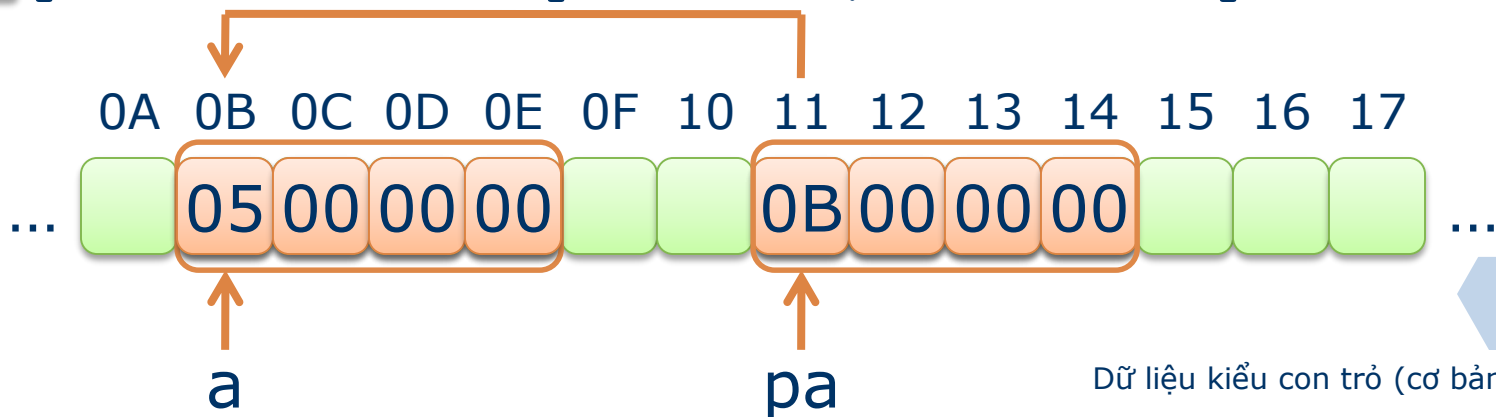 0A 0B 0C 0D 0E 0F 10 11 12 13 14 15 16 17
... 05 00 00 00 0B 00 00 00 ...
a pa
Dữ liệu kiểu con trỏ (cơ bản